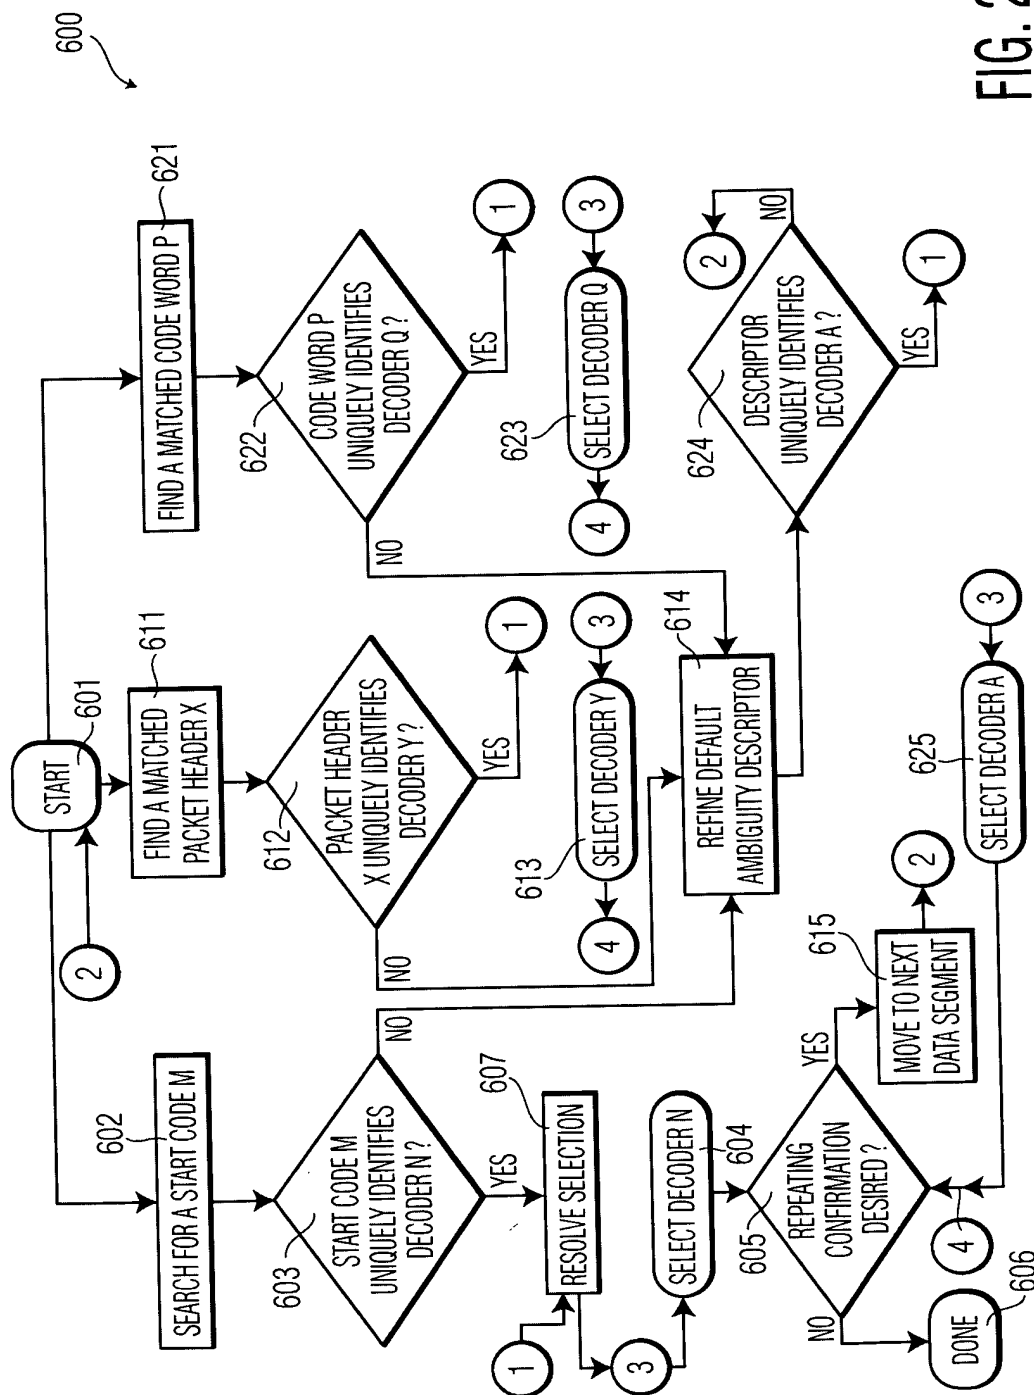 600
START
601
2
SEARCH FOR A START CODE M
602
START CODE M
UNIQUELY IDENTIFIES
DECODER N ?
603
NO
YES
RESOLVE SELECTION
607
1
3
SELECT DECODER N
604
REPEATING
CONFIRMATION
DESIRED ?
605
NO
YES
DONE
606
4
MOVE TO NEXT
DATA SEGMENT
615
2
FIND A MATCHED
PACKET HEADER X
611
PACKET HEADER
X UNIQUELY IDENTIFIES
DECODER Y ?
612
NO
YES
1
3
SELECT DECODER Y
613
4
REFINE DEFAULT
AMBIGUITY DESCRIPTOR
614
3
SELECT DECODER A
625
FIND A MATCHED CODE WORD P
621
CODE WORD P
UNIQUELY IDENTIFIES
DECODER Q ?
622
NO
YES
1
3
SELECT DECODER Q
623
4
DESCRIPTOR
UNIQUELY IDENTIFIES
DECODER A ?
624
NO
2
YES
1
FIG. 2